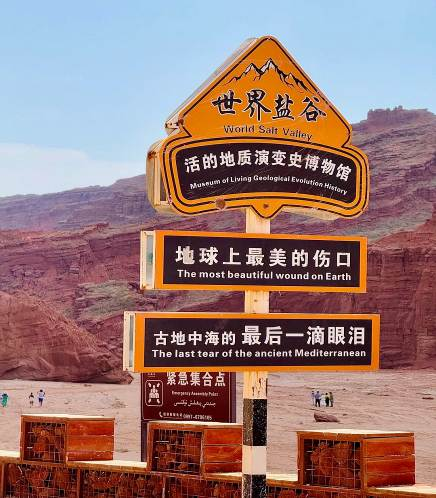 世界盐谷
World Salt Valley
活的地质演变史博物馆
Museum of Living Geological Evolution History
地球上最美的伤口
The most beautiful wound on Earth
古地中海的 最后一滴眼泪
The last tear of the ancient Mediterranean
紧急集合点
Emergency Assembly Point